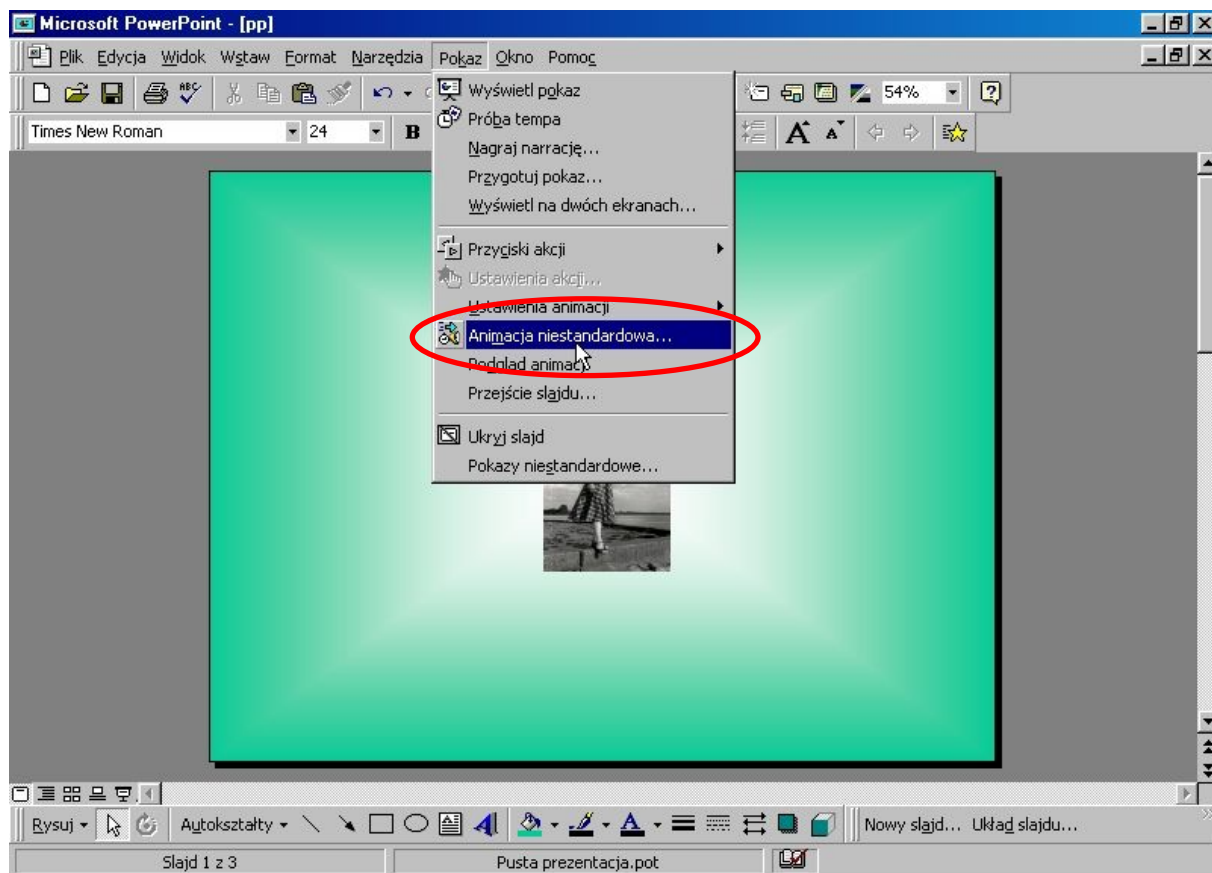 Microsoft PowerPoint - [pp]
Plik Edycja Widok Wstaw Format Narzędzia Pokaz Okno Pomoc
ABC 54%
Times New Roman 24 B A A
Wyświetl pokaz
Próba tempa
Nagraj narrację...
Przygotuj pokaz...
Wyświetl na dwóch ekranach...
Przyciski akcji
Ustawienia akcji...
Ustawienia animacji
Animacja niestandardowa...
Podgląd animacji
Przejście slajdu...
Ukryj slajd
Pokazy niestandardowe...
Rysuj Autokształty A A Nowy slajd... Układ slajdu...
Slajd 1 z 3 Pusta prezentacja.pot